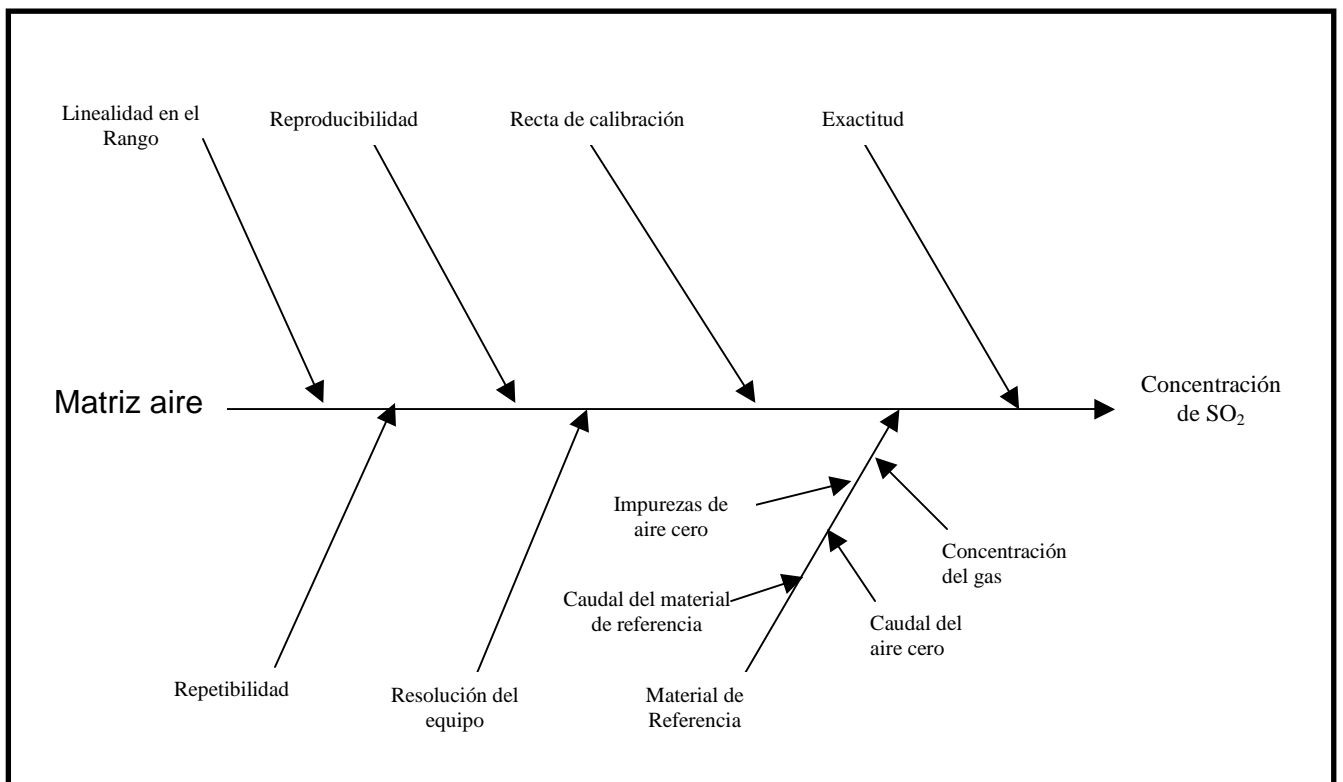 Linealidad en el
Rango
Reproducibilidad
Recta de calibración
Exactitud
Matriz aire
Concentración
de SO₂
Impurezas de
aire cero
Concentración
del gas
Caudal del material
de referencia
Caudal del
aire cero
Repetibilidad
Resolución del
equipo
Material de
Referencia